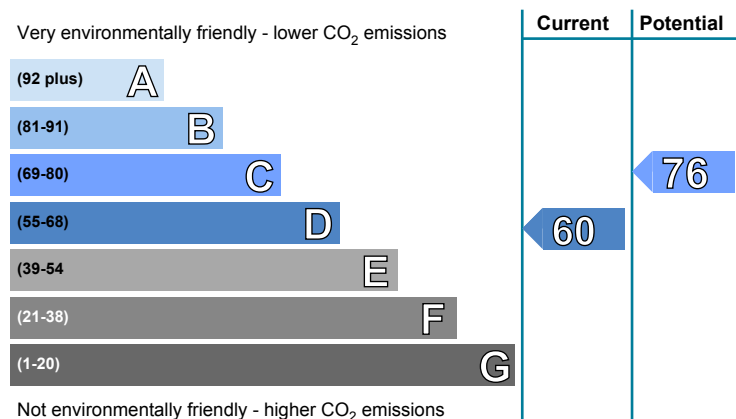 Current Potential
Very environmentally friendly - lower CO₂ emissions
(92 plus) A
(81-91) B
(69-80) C
76
(55-68) D
60
(39-54 E
(21-38) F
(1-20) G
Not environmentally friendly - higher CO₂ emissions